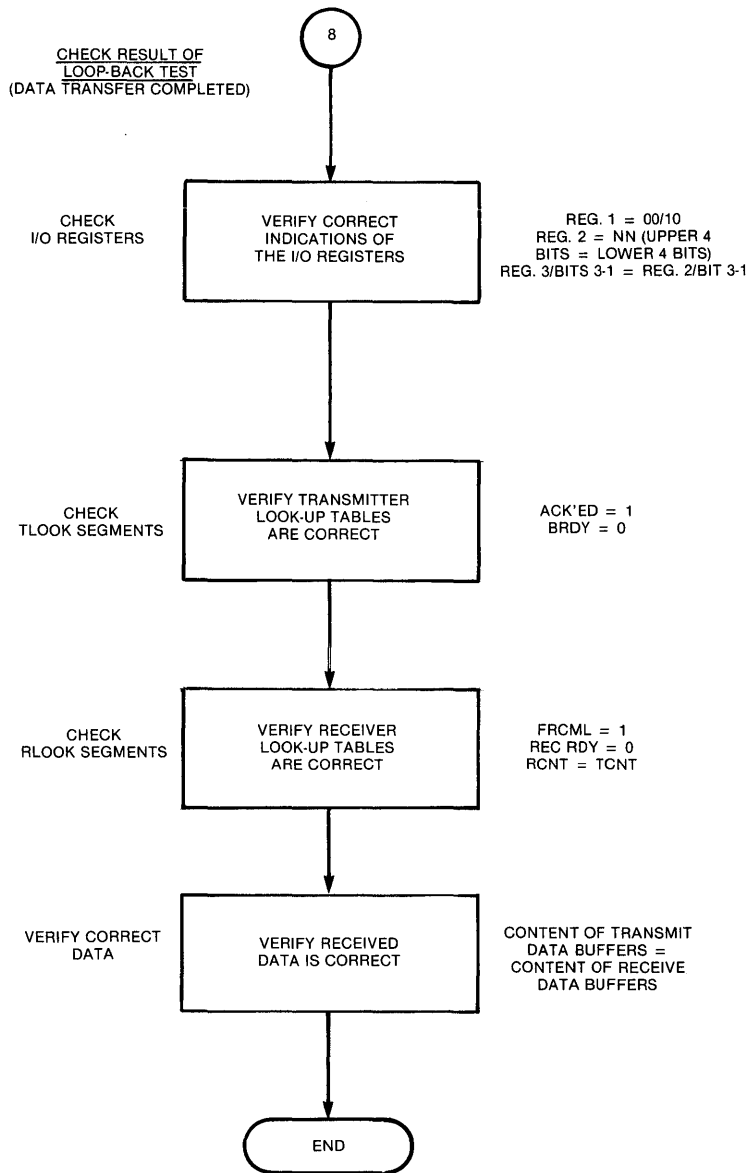 8
CHECK RESULT OF
LOOP-BACK TEST
(DATA TRANSFER COMPLETED)
CHECK
I/O REGISTERS
VERIFY CORRECT
INDICATIONS OF
THE I/O REGISTERS
REG. 1 = 00/10
REG. 2 = NN (UPPER 4
BITS = LOWER 4 BITS)
REG. 3/BITS 3-1 = REG. 2/BIT 3-1
CHECK
TLOOK SEGMENTS
VERIFY TRANSMITTER
LOOK-UP TABLES
ARE CORRECT
ACK'ED = 1
BRDY = 0
CHECK
RLOOK SEGMENTS
VERIFY RECEIVER
LOOK-UP TABLES
ARE CORRECT
FRCML = 1
REC RDY = 0
RCNT = TCNT
VERIFY CORRECT
DATA
VERIFY RECEIVED
DATA IS CORRECT
CONTENT OF TRANSMIT
DATA BUFFERS =
CONTENT OF RECEIVE
DATA BUFFERS
END